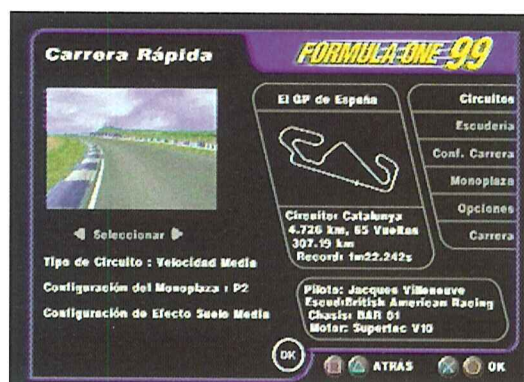 Carrera Rápida
FORMULA ONE 99
Seleccionar
Tipo de Circuito : Velocidad Media
Configuración del Monoplaza : P2
Configuración de Efecto Suelo Media
El GP de España
Circuito: Catalunya
4.726 km, 65 Vueltas
307.19 km
Record: 1m22.242s
Piloto: Jacques Villeneuve
Escud:British American Racing
Chasis: BAR 01
Motor: Supertec V10
Circuitos
Escuderia
Conf. Carrera
Monoplaza
Opciones
Carrera
OK
ATRÁS
OK